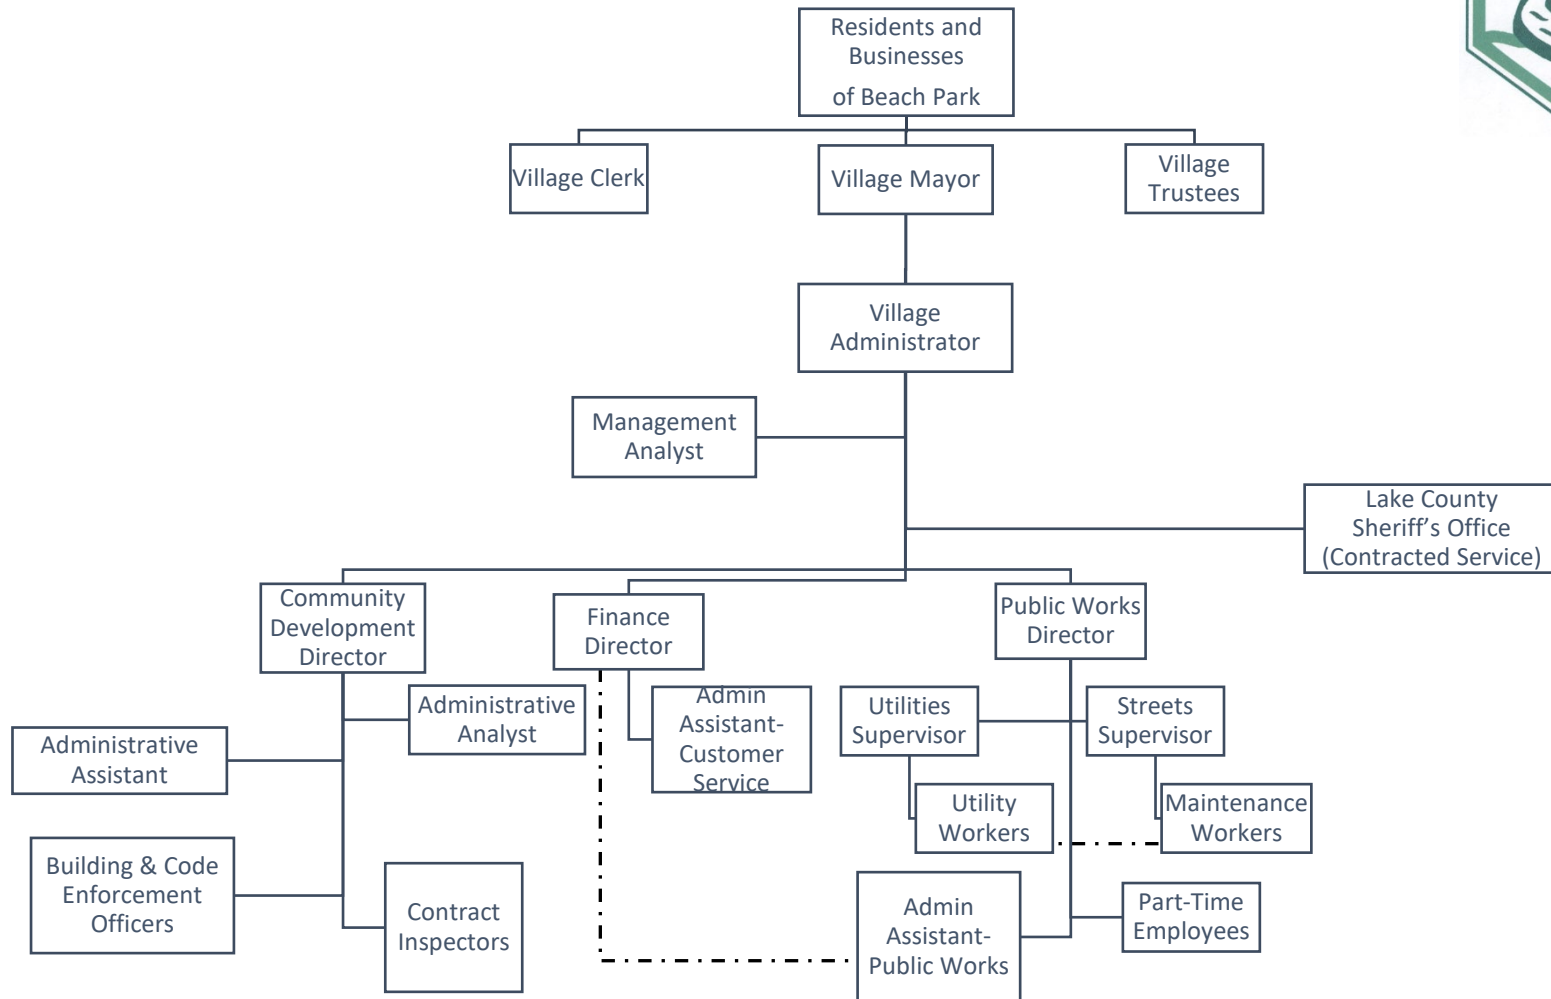 Residents and
Businesses
of Beach Park
Village Clerk
Village Mayor
Village
Trustees
Village
Administrator
Management
Analyst
Lake County
Sheriff’s Office
(Contracted Service)
Community
Development
Director
Finance
Director
Public Works
Director
Administrative
Analyst
Admin
Assistant-
Customer
Service
Utilities
Supervisor
Streets
Supervisor
Administrative
Assistant
Utility
Workers
Maintenance
Workers
Building & Code
Enforcement
Officers
Contract
Inspectors
Admin
Assistant-
Public Works
Part-Time
Employees